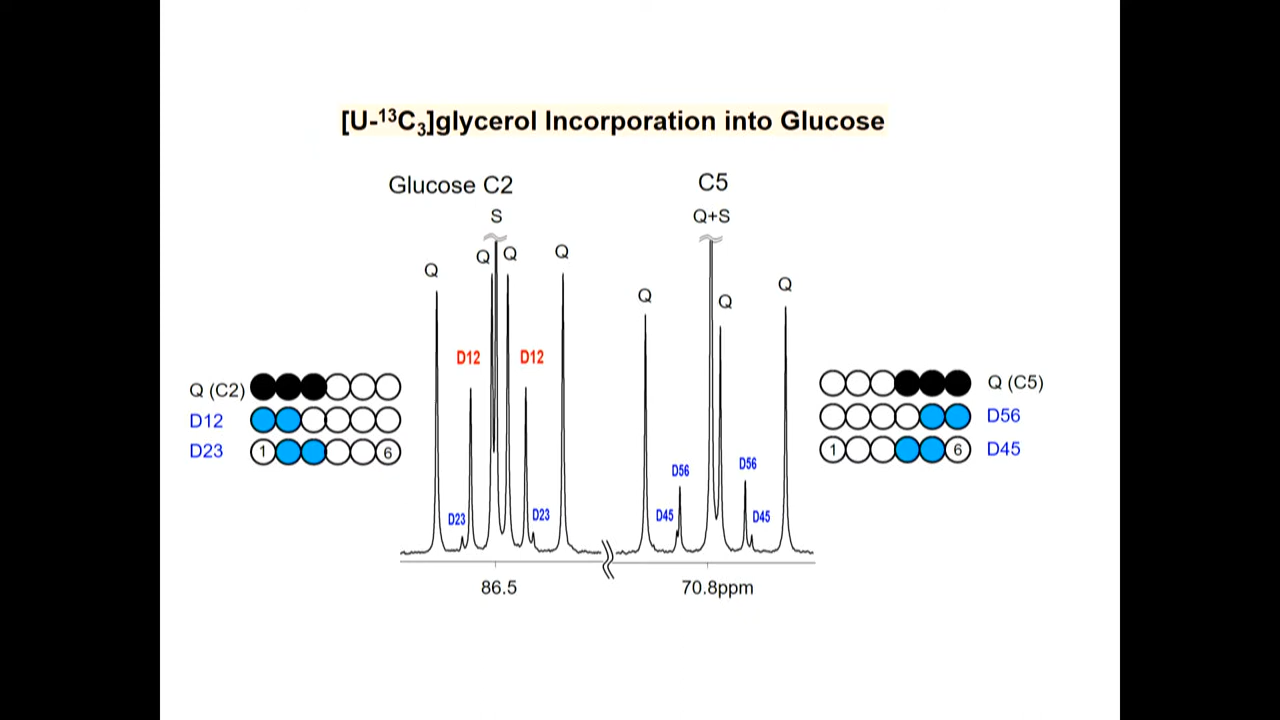 [U-¹³C₃]glycerol Incorporation into Glucose
Glucose C2
S
Q
Q
Q
Q
D12
D12
D23
D23
86.5
C5
Q+S
Q
Q
Q
D56
D56
D45
D45
70.8ppm
Q (C2)
D12
D23
1
6
Q (C5)
D56
1
6
D45